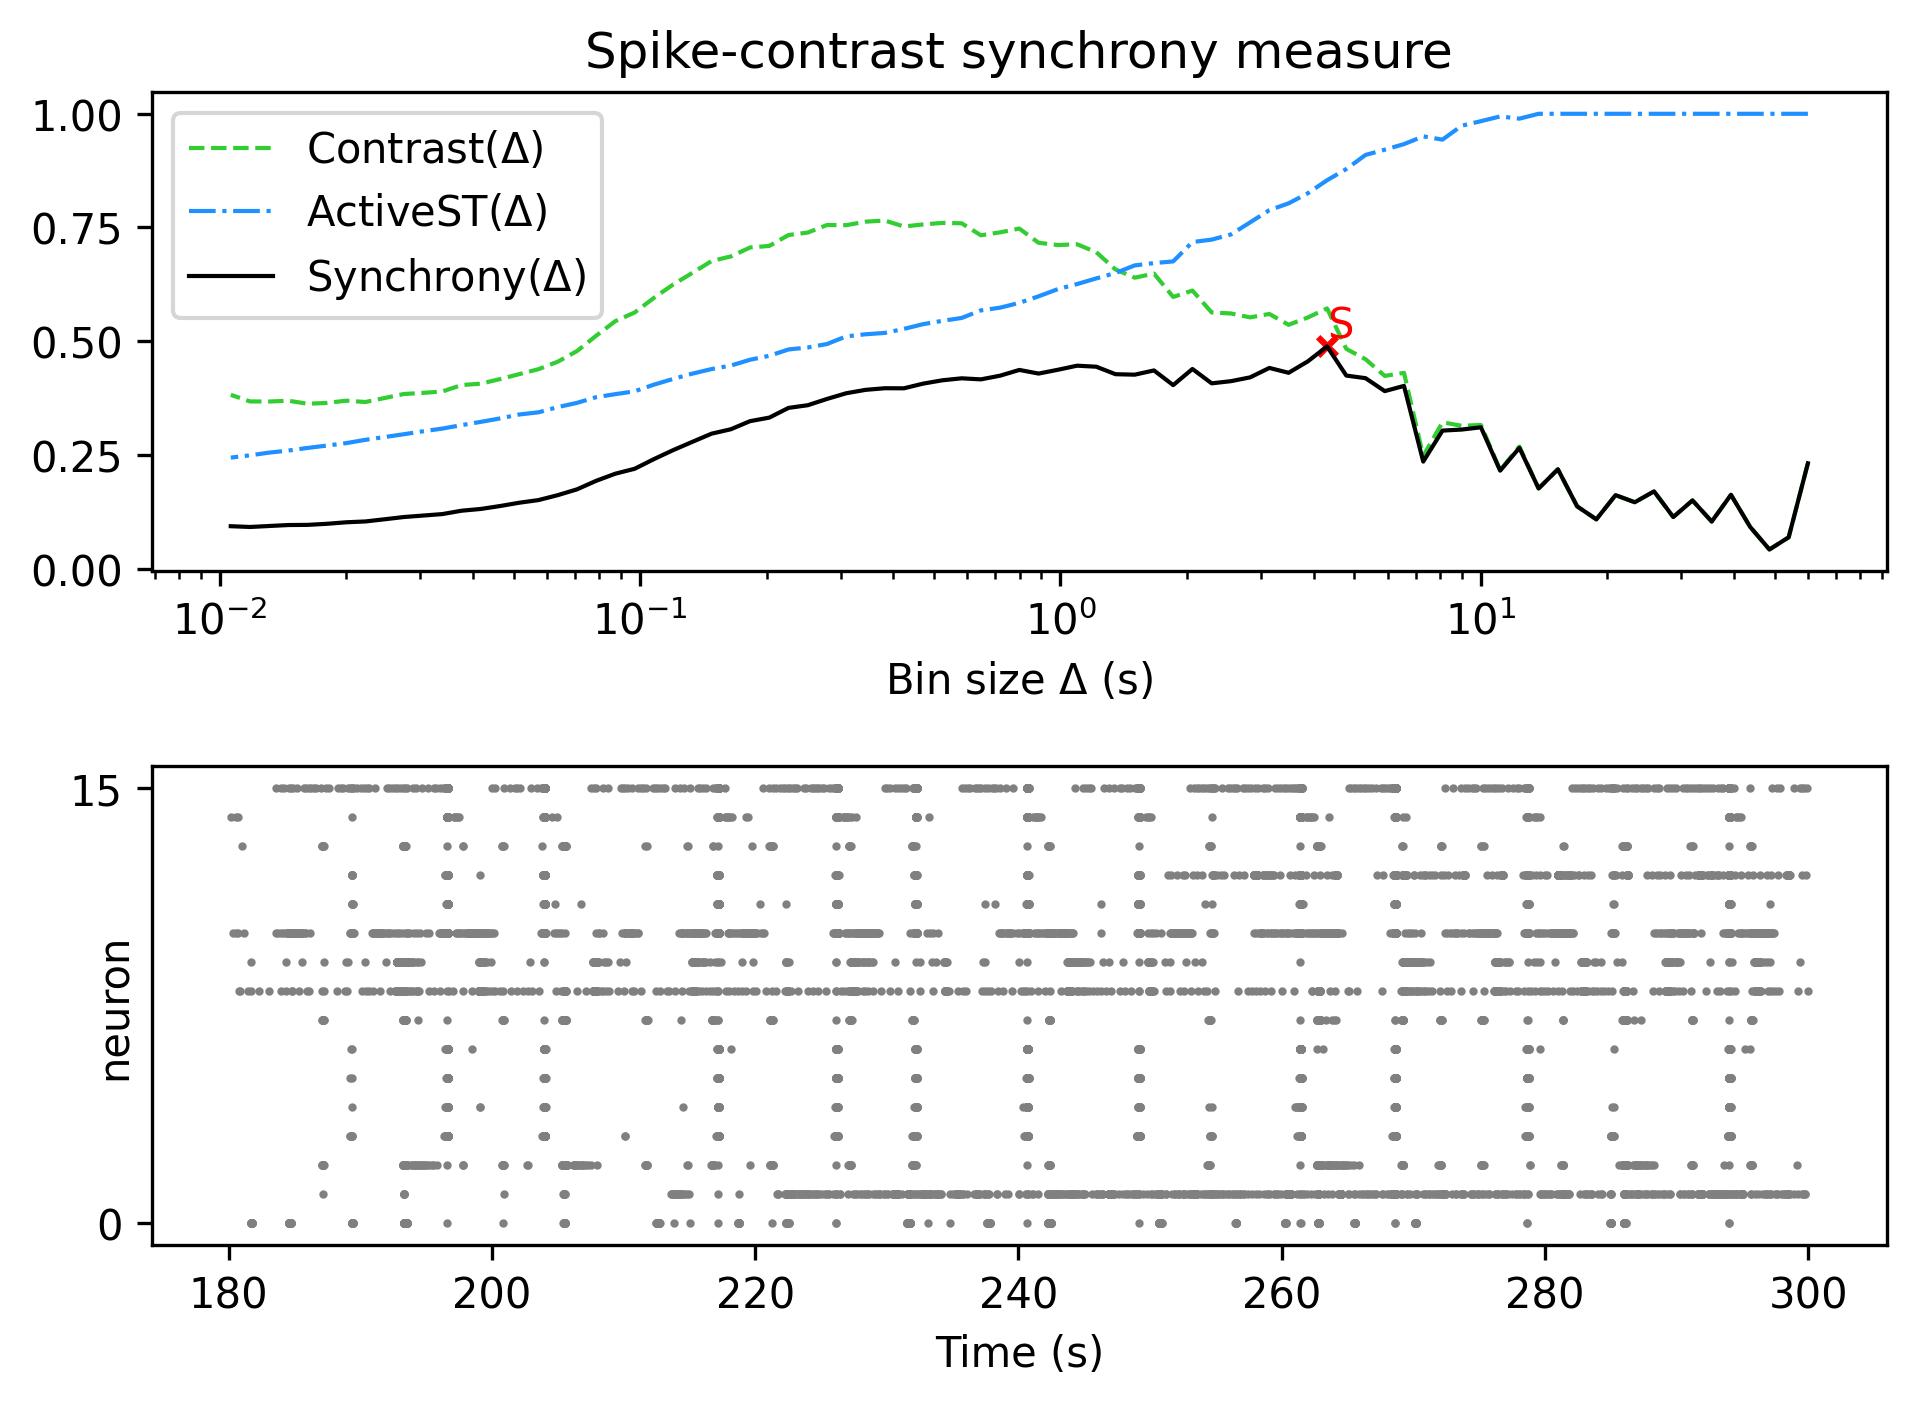 Spike-contrast synchrony measure
1.00
0.75
0.50
0.25
0.00
Contrast(Δ)
ActiveST(Δ)
Synchrony(Δ)
S
10⁻² 10⁻¹ 10⁰ 10¹
Bin size Δ (s)
15
0
neuron
180 200 220 240 260 280 300
Time (s)